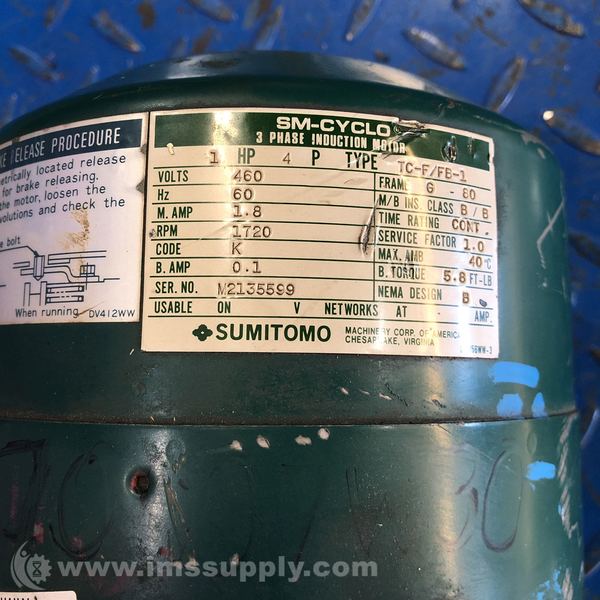 RELEASE PROCEDURE
metrically located release
for brake releasing.
the motor, loosen the
volutions and check the
bolt
When running DV412WW
SM-CYCLO
3 PHASE INDUCTION MOTOR
1 HP 4 P TYPE TC-F/FB-1
VOLTS 460 FRAME G - 80
Hz 60 M/B INS. CLASS B / B
M. AMP 1.8 TIME RATING CONT.
RPM 1720 SERVICE FACTOR 1.0
CODE K MAX. AMB 40°C
B. AMP 0.1 B. TORQUE 5.8 FT-LB
SER. NO. M2135599 NEMA DESIGN B
USABLE ON V NETWORKS AT AMP.
SUMITOMO MACHINERY CORP. OF AMERICA
CHESAPEAKE, VIRGINIA
56WW-3
IMS
www.imssupply.com